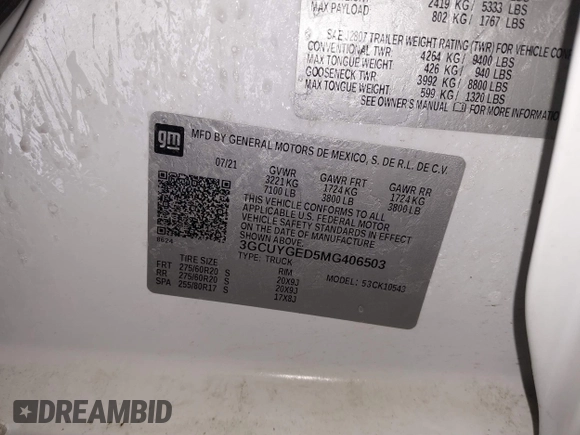 2419 KG / 5333 LBS
MAX PAYLOAD
802 KG / 1767 LBS
SAE J2807 TRAILER WEIGHT RATING (TWR) FOR VEHICLE
CONVENTIONAL TWR 4264 KG / 9400 LBS
MAX TONGUE WEIGHT 426 KG / 940 LBS
GOOSENECK TWR 3992 KG / 8800 LBS
MAX TONGUE WEIGHT 599 KG / 1320 LBS
SEE OWNER'S MANUAL FOR MORE INFORMATION
gm
MFD BY GENERAL MOTORS DE MEXICO, S. DE R.L. DE C.V.
07/21 GVWR GAWR FRT GAWR RR
3221 KG 1724 KG 1724 KG
7100 LB 3800 LB 3800 LB
THIS VEHICLE CONFORMS TO ALL
APPLICABLE U.S. FEDERAL MOTOR
VEHICLE SAFETY STANDARDS IN
EFFECT ON THE DATE
OF MANUFACTURE SHOWN ABOVE.
3GCUYGED5MG406503
TYPE: TRUCK
TIRE SIZE RIM MODEL: 53CK10543
FRT 275/60R20 S 20X9J
RR 275/60R20 S 20X9J
SPA 255/80R17 S 17X8J
DREAMBID